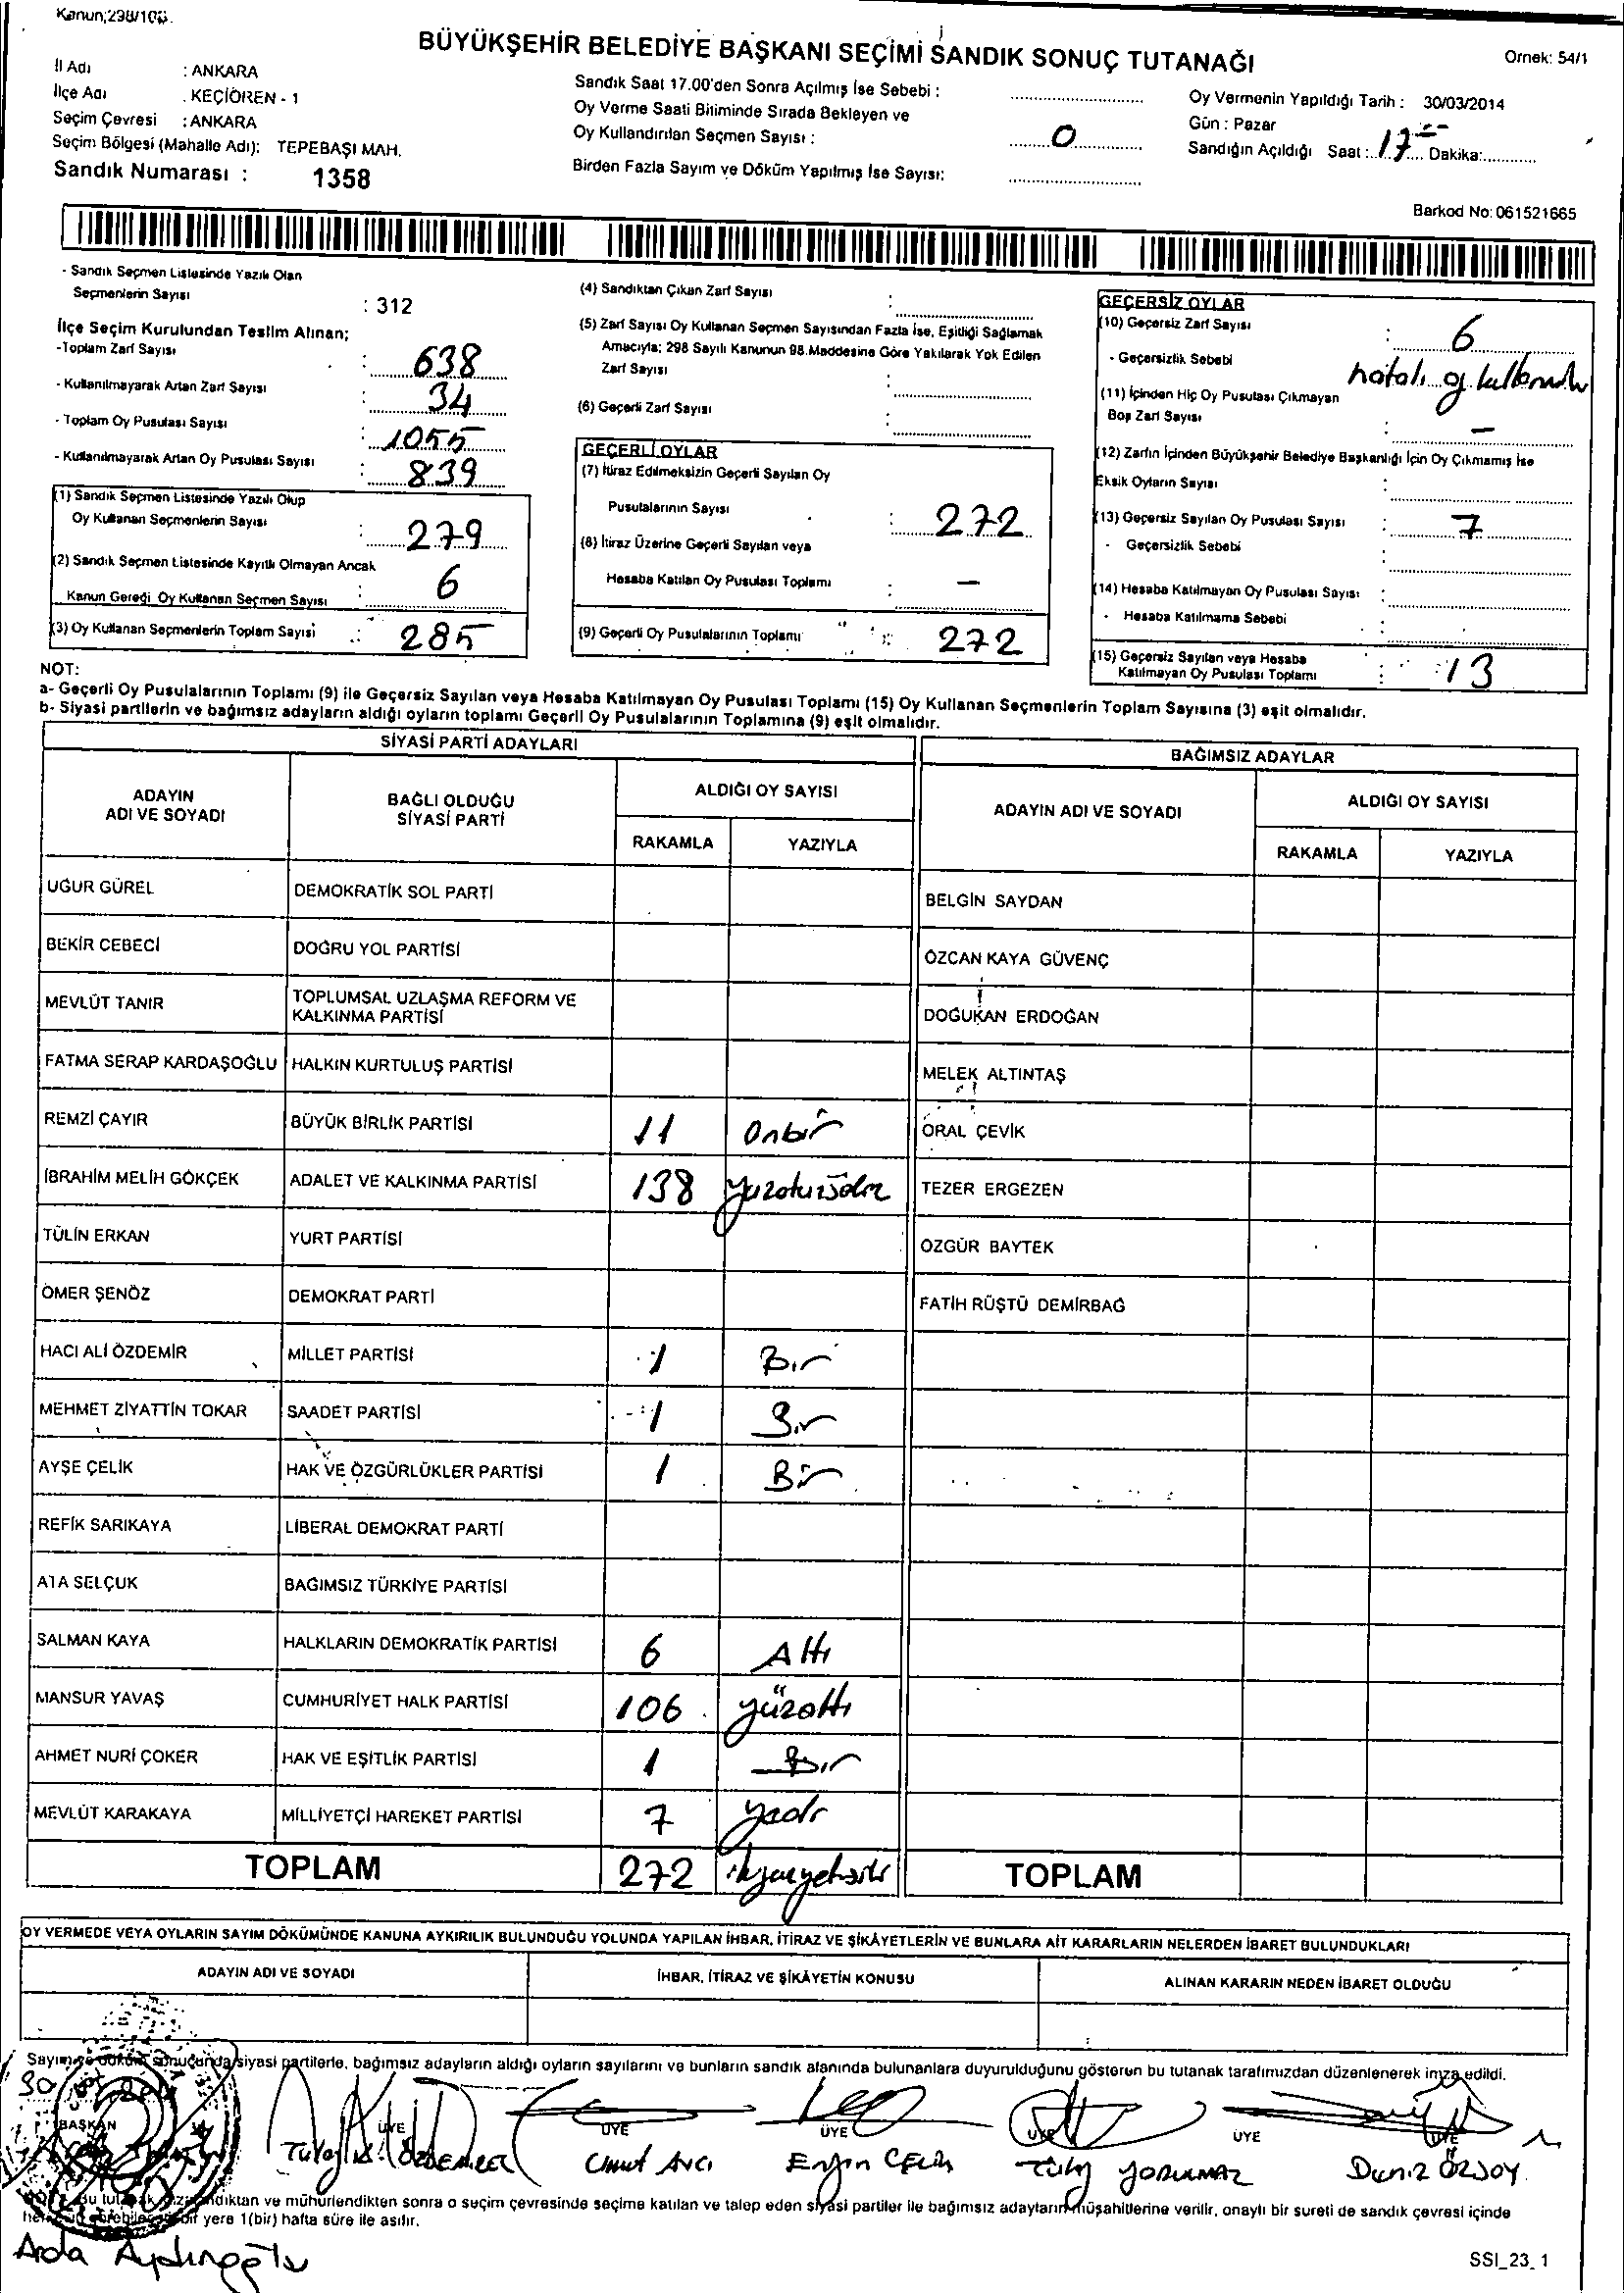 Kanun;298/108.
BÜYÜKŞEHİR BELEDİYE BAŞKANI SEÇİMİ SANDIK SONUÇ TUTANAĞI
Örnek: 54/1
İl Adı : ANKARA
İlçe Adı : KEÇİÖREN - 1
Seçim Çevresi : ANKARA
Seçim Bölgesi (Mahalle Adı): TEPEBAŞI MAH.
Sandık Numarası : 1358
Sandık Saat 17.00'den Sonra Açılmış İse Sebebi :
Oy Verme Saati Bitiminde Sırada Bekleyen ve
Oy Kullandırılan Seçmen Sayısı : 0
Birden Fazla Sayım ve Döküm Yapılmış İse Sayısı:
Oy Vermenin Yapıldığı Tarih : 30/03/2014
Gün : Pazar
Sandığın Açıldığı Saat : 17 Dakika:
Barkod No: 061521665
- Sandık Seçmen Listesinde Yazılı Olan
Seçmenlerin Sayısı : 312
İlçe Seçim Kurulundan Teslim Alınan;
-Toplam Zarf Sayısı : 638
- Kullanılmayarak Artan Zarf Sayısı : 34
- Toplam Oy Pusulası Sayısı : 1055
- Kullanılmayarak Artan Oy Pusulası Sayısı : 839
(1) Sandık Seçmen Listesinde Yazılı Olup
Oy Kullanan Seçmenlerin Sayısı : 279
(2) Sandık Seçmen Listesinde Kayıtlı Olmayan Ancak
Kanun Gereği Oy Kullanan Seçmen Sayısı : 6
(3) Oy Kullanan Seçmenlerin Toplam Sayısı : 285
(4) Sandıktan Çıkan Zarf Sayısı :
(5) Zarf Sayısı Oy Kullanan Seçmen Sayısından Fazla İse, Eşitliği Sağlamak
Amacıyla; 298 Sayılı Kanunun 98.Maddesine Göre Yakılarak Yok Edilen
Zarf Sayısı :
(6) Geçerli Zarf Sayısı :
GEÇERLİ OYLAR
(7) İtiraz Edilmeksizin Geçerli Sayılan Oy
Pusulalarının Sayısı : 272
(8) İtiraz Üzerine Geçerli Sayılan veya
Hesaba Katılan Oy Pusulası Toplamı : -
(9) Geçerli Oy Pusulalarının Toplamı : 272
GEÇERSİZ OYLAR
(10) Geçersiz Zarf Sayısı : 6
- Geçersizlik Sebebi hatalı oy
(11) İçinden Hiç Oy Pusulası Çıkmayan
Boş Zarf Sayısı : -
(12) Zarfın İçinden Büyükşehir Belediye Başkanlığı İçin Oy Çıkmamış İse
Eksik Oyların Sayısı :
(13) Geçersiz Sayılan Oy Pusulası Sayısı : 7
- Geçersizlik Sebebi :
(14) Hesaba Katılmayan Oy Pusulası Sayısı :
- Hesaba Katılmama Sebebi :
(15) Geçersiz Sayılan veya Hesaba
Katılmayan Oy Pusulası Toplamı : 13
NOT:
a- Geçerli Oy Pusulalarının Toplamı (9) ile Geçersiz Sayılan veya Hesaba Katılmayan Oy Pusulası Toplamı (15) Oy Kullanan Seçmenlerin Toplam Sayısına (3) eşit olmalıdır.
b- Siyasi partilerin ve bağımsız adayların aldığı oyların toplamı Geçerli Oy Pusulalarının Toplamına (9) eşit olmalıdır.
SİYASİ PARTİ ADAYLARI
BAĞIMSIZ ADAYLAR
ADAYIN ADI VE SOYADI
BAĞLI OLDUĞU SİYASİ PARTİ
ALDIĞI OY SAYISI
RAKAMLA YAZIYLA
ADAYIN ADI VE SOYADI
ALDIĞI OY SAYISI
RAKAMLA YAZIYLA
UĞUR GÜREL DEMOKRATİK SOL PARTİ BELGİN SAYDAN
BEKİR CEBECİ DOĞRU YOL PARTİSİ ÖZCAN KAYA GÜVENÇ
MEVLÜT TANIR TOPLUMSAL UZLAŞMA REFORM VE KALKINMA PARTİSİ DOĞUKAN ERDOĞAN
FATMA SERAP KARDAŞOĞLU HALKIN KURTULUŞ PARTİSİ MELEK ALTINTAŞ
REMZİ ÇAYIR BÜYÜK BİRLİK PARTİSİ 11 Onbir ORAL ÇEVİK
İBRAHİM MELİH GÖKÇEK ADALET VE KALKINMA PARTİSİ 138 TEZER ERGEZEN
TÜLİN ERKAN YURT PARTİSİ ÖZGÜR BAYTEK
ÖMER ŞENÖZ DEMOKRAT PARTİ FATİH RÜŞTÜ DEMİRBAĞ
HACI ALİ ÖZDEMİR MİLLET PARTİSİ 1 Bir
MEHMET ZİYATTİN TOKAR SAADET PARTİSİ 1 Bir
AYŞE ÇELİK HAK VE ÖZGÜRLÜKLER PARTİSİ 1 Bir
REFİK SARIKAYA LİBERAL DEMOKRAT PARTİ
ATA SELÇUK BAĞIMSIZ TÜRKİYE PARTİSİ
SALMAN KAYA HALKLARIN DEMOKRATİK PARTİSİ 6 Altı
MANSUR YAVAŞ CUMHURİYET HALK PARTİSİ 106 yüzaltı
AHMET NURİ ÇOKER HAK VE EŞİTLİK PARTİSİ 1 Bir
MEVLÜT KARAKAYA MİLLİYETÇİ HAREKET PARTİSİ 7 yedi
TOPLAM 272 TOPLAM
OY VERMEDE VEYA OYLARIN SAYIM DÖKÜMÜNDE KANUNA AYKIRILIK BULUNDUĞU YOLUNDA YAPILAN İHBAR, İTİRAZ VE ŞİKÂYETLERİN VE BUNLARA AİT KARARLARIN NELERDEN İBARET BULUNDUKLARI
ADAYIN ADI VE SOYADI İHBAR, İTİRAZ VE ŞİKÂYETİN KONUSU ALINAN KARARIN NEDEN İBARET OLDUĞU
Sayım ve döküm sonucunda siyasi partilerle, bağımsız adayların aldığı oyların sayılarını ve bunların sandık alanında bulunanlara duyurulduğunu gösteren bu tutanak tarafımızdan düzenlenerek imza edildi.
BAŞKAN ÜYE ÜYE ÜYE ÜYE ÜYE ÜYE
ÖZDEMİR Umut AVCI Engin ÇELİK Tülay YORULMAZ Deniz ÖZSOY
Bu tutanak ndıktan ve mühürlendikten sonra o seçim çevresinde seçime katılan ve talep eden siyasi partiler ile bağımsız adayların müşahitlerine verilir, onaylı bir sureti de sandık çevresi içinde
bir yere 1(bir) hafta süre ile asılır.
Arda Aydınoğlu
SSI_23_1